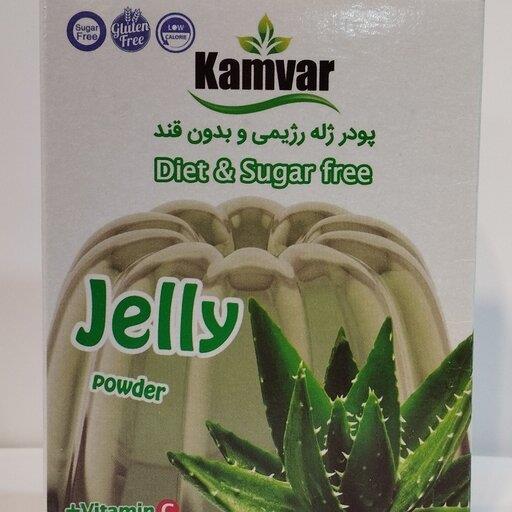 Sugar Free
Gluten Free
LOW CALORIE
Kamvar
پودر ژله رژیمی و بدون قند
Diet & Sugar free
Jelly
powder
+Vitamin C